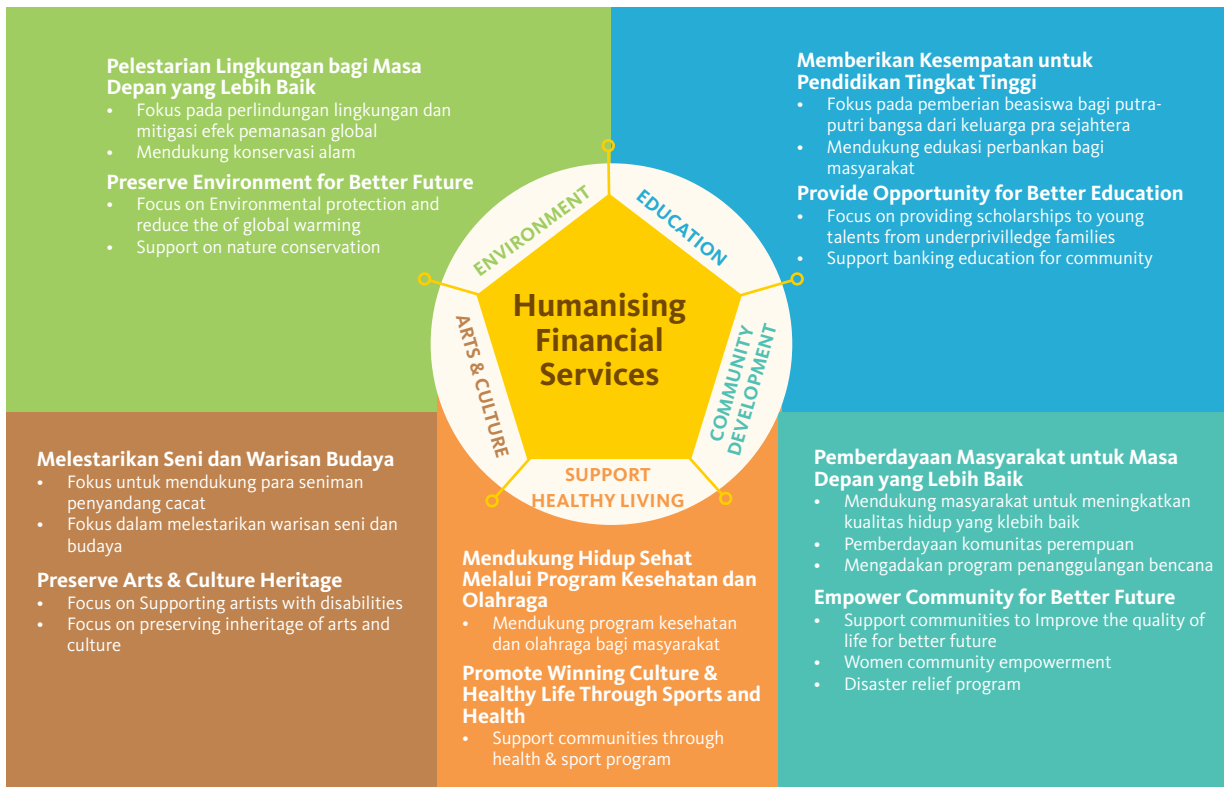 Pelestarian Lingkungan bagi Masa
Depan yang Lebih Baik
• Fokus pada perlindungan lingkungan dan
mitigasi efek pemanasan global
• Mendukung konservasi alam
Preserve Environment for Better Future
• Focus on Environmental protection and
reduce the of global warming
• Support on nature conservation
Memberikan Kesempatan untuk
Pendidikan Tingkat Tinggi
• Fokus pada pemberian beasiswa bagi putra-
putri bangsa dari keluarga pra sejahtera
• Mendukung edukasi perbankan bagi
masyarakat
Provide Opportunity for Better Education
• Focus on providing scholarships to young
talents from underprivilledge families
• Support banking education for community
ENVIRONMENT
EDUCATION
ARTS & CULTURE
Humanising
Financial
Services
COMMUNITY
DEVELOPMENT
SUPPORT
HEALTHY LIVING
Melestarikan Seni dan Warisan Budaya
• Fokus untuk mendukung para seniman
penyandang cacat
• Fokus dalam melestarikan warisan seni dan
budaya
Preserve Arts & Culture Heritage
• Focus on Supporting artists with disabilities
• Focus on preserving inheritage of arts and
culture
Mendukung Hidup Sehat
Melalui Program Kesehatan dan
Olahraga
• Mendukung program kesehatan
dan olahraga bagi masyarakat
Promote Winning Culture &
Healthy Life Through Sports and
Health
• Support communities through
health & sport program
Pemberdayaan Masyarakat untuk Masa
Depan yang Lebih Baik
• Mendukung masyarakat untuk meningkatkan
kualitas hidup yang klebih baik
• Pemberdayaan komunitas perempuan
• Mengadakan program penanggulangan bencana
Empower Community for Better Future
• Support communities to Improve the quality of
life for better future
• Women community empowerment
• Disaster relief program